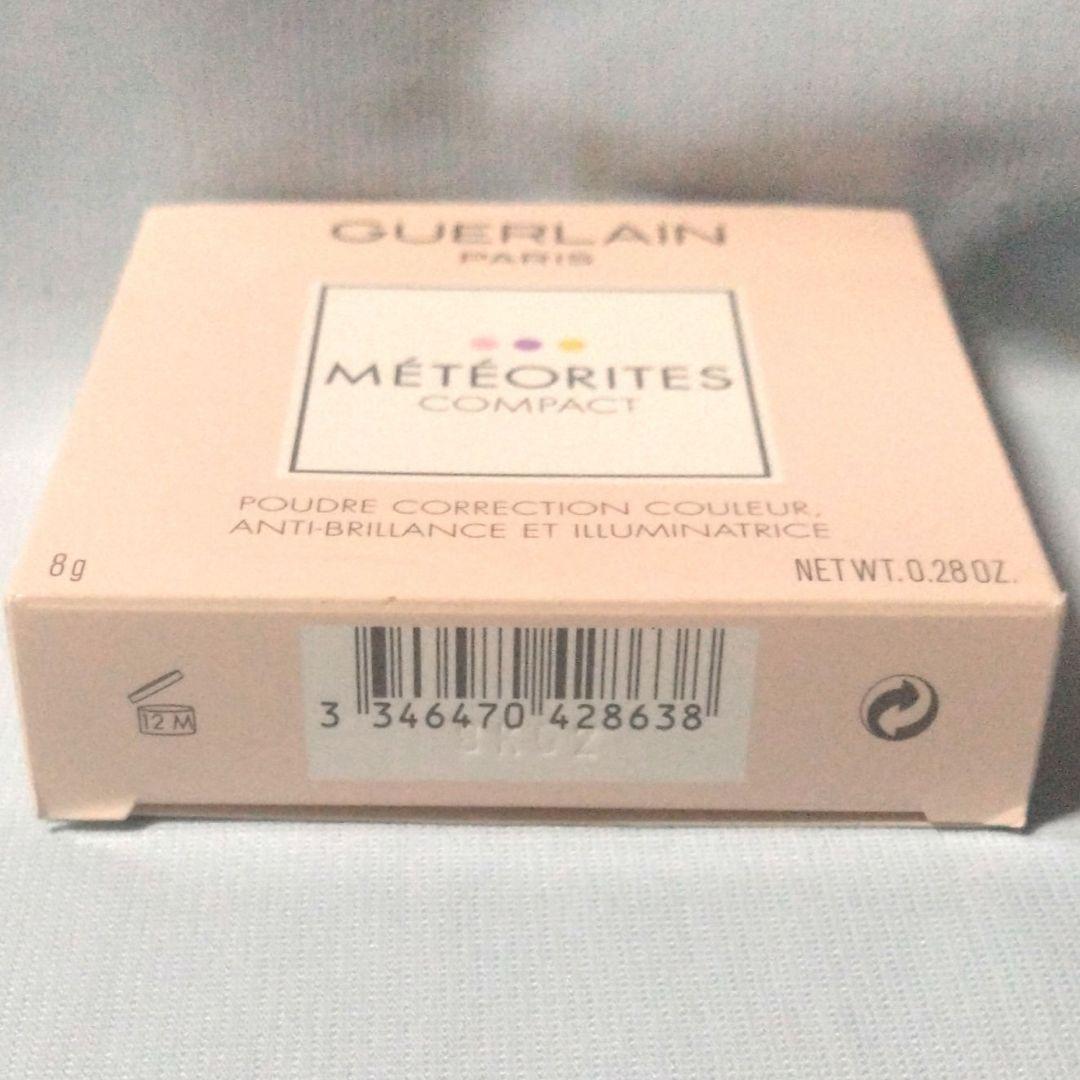 GUERLAIN
PARIS
MÉTÉORITES
COMPACT
POUDRE CORRECTION COULEUR,
ANTI-BRILLANCE ET ILLUMINATRICE
8 g
NET WT. 0.28 OZ.
12 M
3 346470 428638